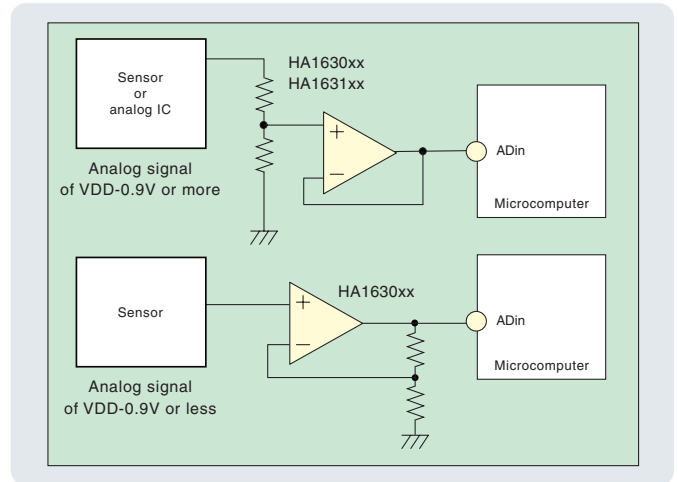 HA1630xx
HA1631xx
Sensor
or
analog IC
+
−
ADin
Microcomputer
Analog signal
of VDD-0.9V or more
HA1630xx
Sensor
+
−
ADin
Microcomputer
Analog signal
of VDD-0.9V or less